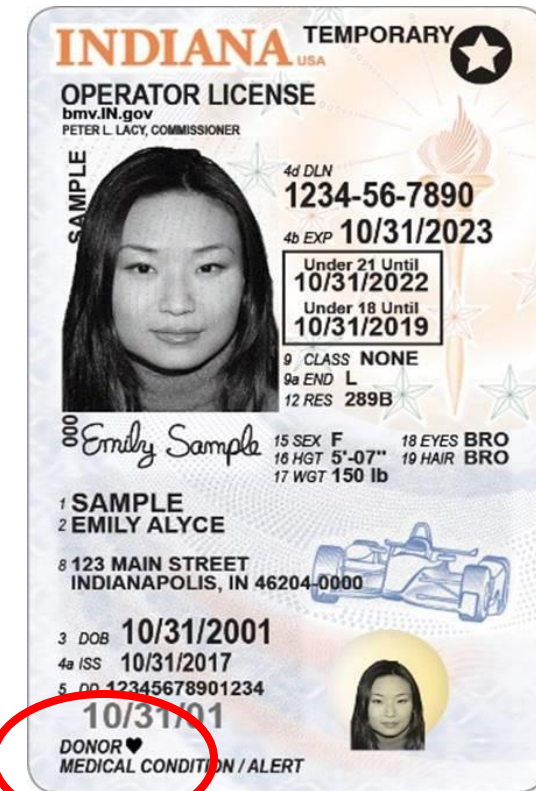 INDIANA USA TEMPORARY
OPERATOR LICENSE
bmv.IN.gov
PETER L. LACY, COMMISSIONER
SAMPLE
4d DLN
1234-56-7890
4b EXP 10/31/2023
Under 21 Until
10/31/2022
Under 18 Until
10/31/2019
9 CLASS NONE
9a END L
12 RES 289B
000
Emily Sample
15 SEX F 18 EYES BRO
16 HGT 5'-07" 19 HAIR BRO
17 WGT 150 lb
1 SAMPLE
2 EMILY ALYCE
8 123 MAIN STREET
INDIANAPOLIS, IN 46204-0000
3 DOB 10/31/2001
4a ISS 10/31/2017
5 DD 12345678901234
10/31/01
DONOR ♥
MEDICAL CONDITION / ALERT